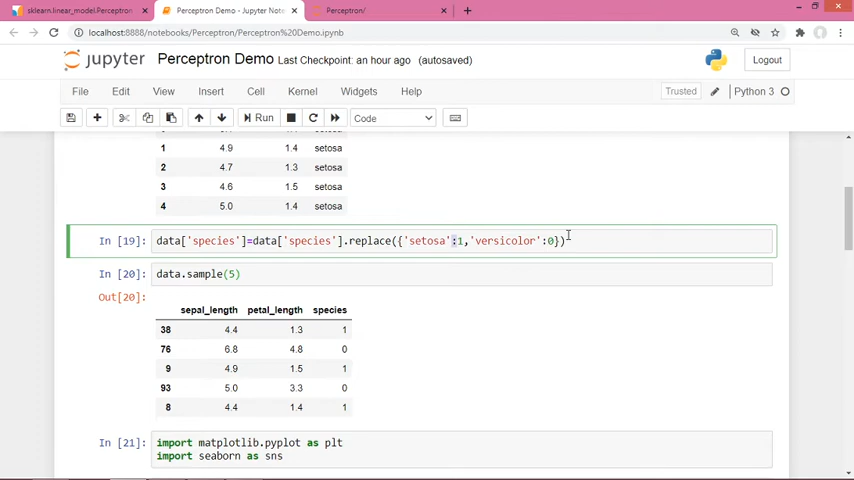 sklearn.linear_model.Perceptron
Perceptron Demo - Jupyter Note
Perceptron/
localhost:8888/notebooks/Perceptron/Perceptron%20Demo.ipynb
jupyter Perceptron Demo Last Checkpoint: an hour ago (autosaved)
Logout
File Edit View Insert Cell Kernel Widgets Help
Trusted Python 3
Run Code
1 4.9 1.4 setosa
2 4.7 1.3 setosa
3 4.6 1.5 setosa
4 5.0 1.4 setosa
In [19]: data['species']=data['species'].replace({'setosa':1,'versicolor':0})
In [20]: data.sample(5)
Out[20]:
sepal_length petal_length species
38 4.4 1.3 1
76 6.8 4.8 0
9 4.9 1.5 1
93 5.0 3.3 0
8 4.4 1.4 1
In [21]: import matplotlib.pyplot as plt
import seaborn as sns